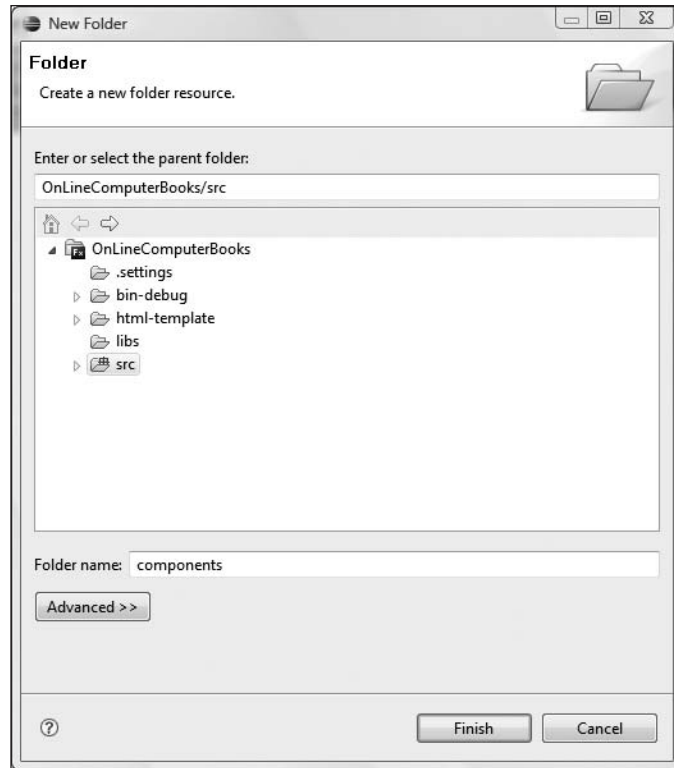 New Folder
Folder
Create a new folder resource.
Enter or select the parent folder:
OnLineComputerBooks/src
Fx OnLineComputerBooks
.settings
bin-debug
html-template
libs
src
Folder name: components
Advanced >>
? Finish Cancel